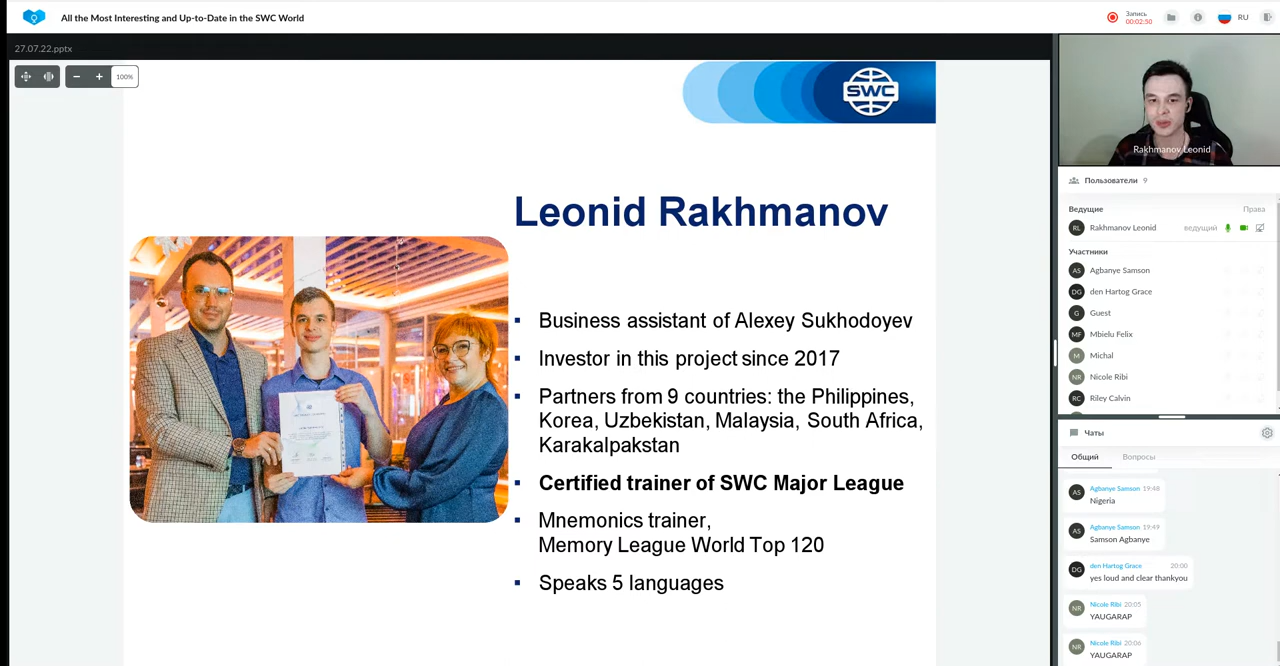 All the Most Interesting and Up-to-Date in the SWC World
Запись
00:02:50
RU
27.07.22.pptx
100%
SWC
Leonid Rakhmanov
Business assistant of Alexey Sukhodoyev
Investor in this project since 2017
Partners from 9 countries: the Philippines,
Korea, Uzbekistan, Malaysia, South Africa,
Karakalpakstan
Certified trainer of SWC Major League
Mnemonics trainer,
Memory League World Top 120
Speaks 5 languages
Rakhmanov Leonid
Пользователи 9
Ведущие Права
RL Rakhmanov Leonid ведущий
Участники
AS Agbanye Samson
DG den Hartog Grace
G Guest
MF Mbielu Felix
M Michal
NR Nicole Ribi
RC Riley Calvin
Чаты
Общий Вопросы
AS Agbanye Samson 19:48
Nigeria
AS Agbanye Samson 19:49
Samson Agbanye
DG den Hartog Grace 20:00
yes loud and clear thankyou
NR Nicole Ribi 20:05
YAUGARAP
NR Nicole Ribi 20:06
YAUGARAP